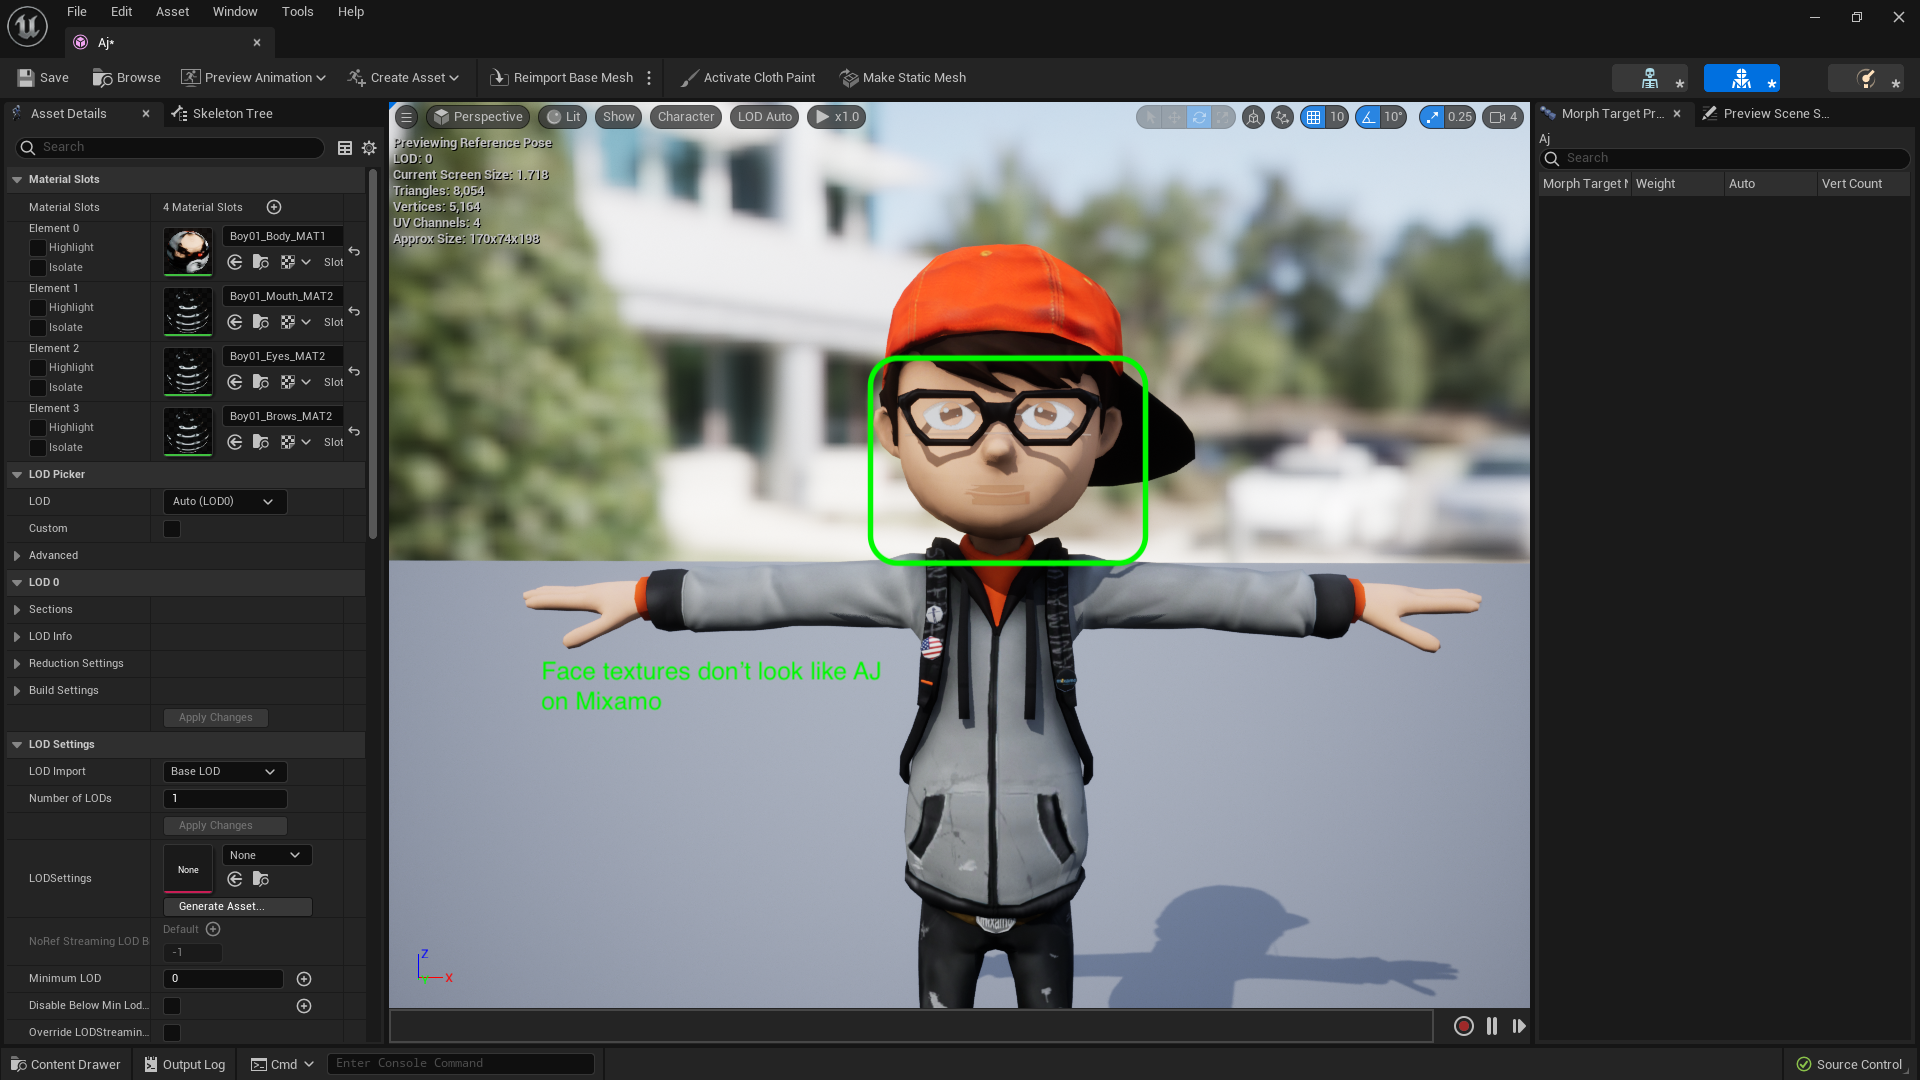 File Edit Asset Window Tools Help
Aj*
Save Browse Preview Animation Create Asset Reimport Base Mesh Activate Cloth Paint Make Static Mesh
Asset Details Skeleton Tree
Search
Material Slots
Material Slots 4 Material Slots
Element 0 Boy01_Body_MAT1
Highlight
Isolate Slot
Element 1 Boy01_Mouth_MAT2
Highlight
Isolate Slot
Element 2 Boy01_Eyes_MAT2
Highlight
Isolate Slot
Element 3 Boy01_Brows_MAT2
Highlight
Isolate Slot
LOD Picker
LOD Auto (LOD0)
Custom
Advanced
LOD 0
Sections
LOD Info
Reduction Settings
Build Settings
Apply Changes
LOD Settings
LOD Import Base LOD
Number of LODs 1
Apply Changes
LODSettings None None
Generate Asset...
Default
NoRef Streaming LOD B -1
Minimum LOD 0
Disable Below Min Lod...
Override LODStreamin...
Perspective Lit Show Character LOD Auto x1.0 10 10° 0.25 4
Previewing Reference Pose
LOD: 0
Current Screen Size: 1.718
Triangles: 8,054
Vertices: 5,164
UV Channels: 4
Approx Size: 170x74x198
Face textures don't look like AJ
on Mixamo
mixamo
Z
X
Morph Target Pr... Preview Scene S...
Aj
Search
Morph Target N Weight Auto Vert Count
Content Drawer Output Log Cmd Enter Console Command Source Control